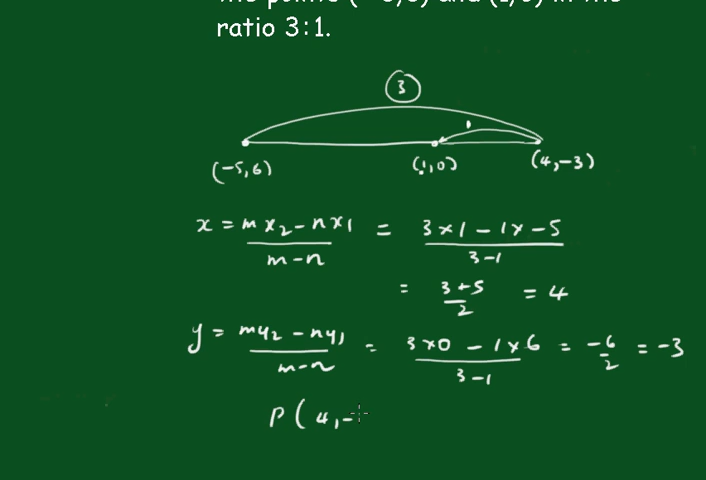 ratio 3:1.
3
1
(-5,6) (1,0) (4,-3)
x = mx₂-nx₁/m-n = 3×1-1×-5/3-1
= 3+5/2 = 4
y = my₂-ny₁/m-n = 3×0-1×6/3-1 = -6/2 = -3
P(4,-